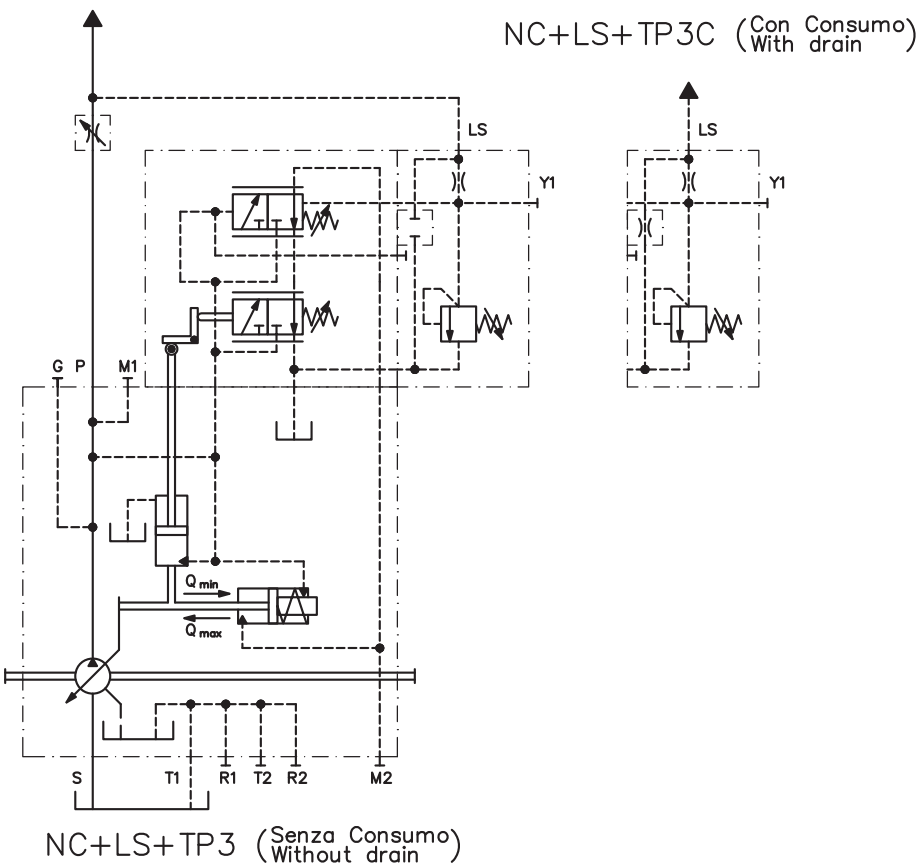 NC+LS+TP3C (Con Consumo)
With drain
LS
LS
Y1
Y1
G P M1
Q min
Q max
S T1 R1 T2 R2 M2
NC+LS+TP3 (Senza Consumo)
Without drain